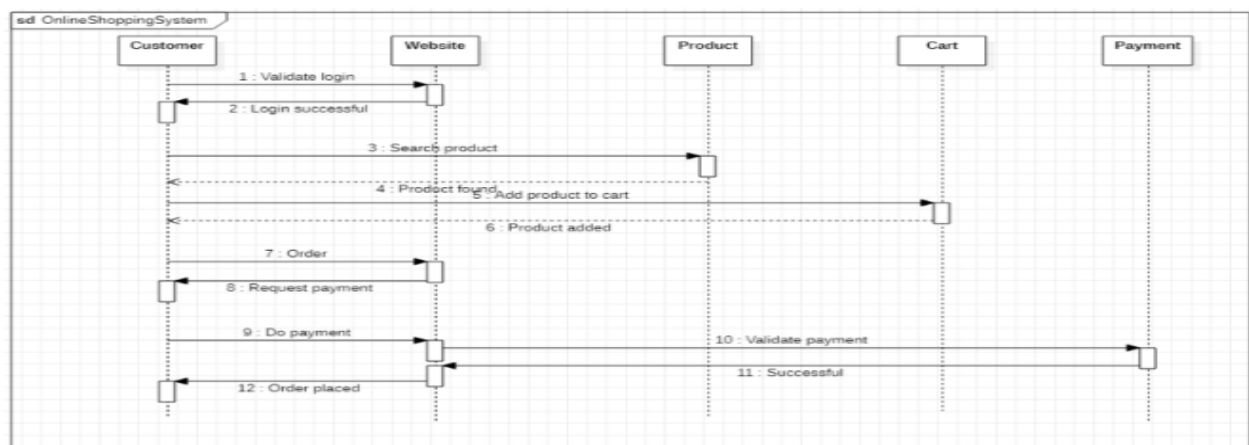 sd OnlineShoppingSystem
Customer Website Product Cart Payment
1 : Validate login
2 : Login successful
3 : Search product
4 : Product found
5 : Add product to cart
6 : Product added
7 : Order
8 : Request payment
9 : Do payment
10 : Validate payment
11 : Successful
12 : Order placed